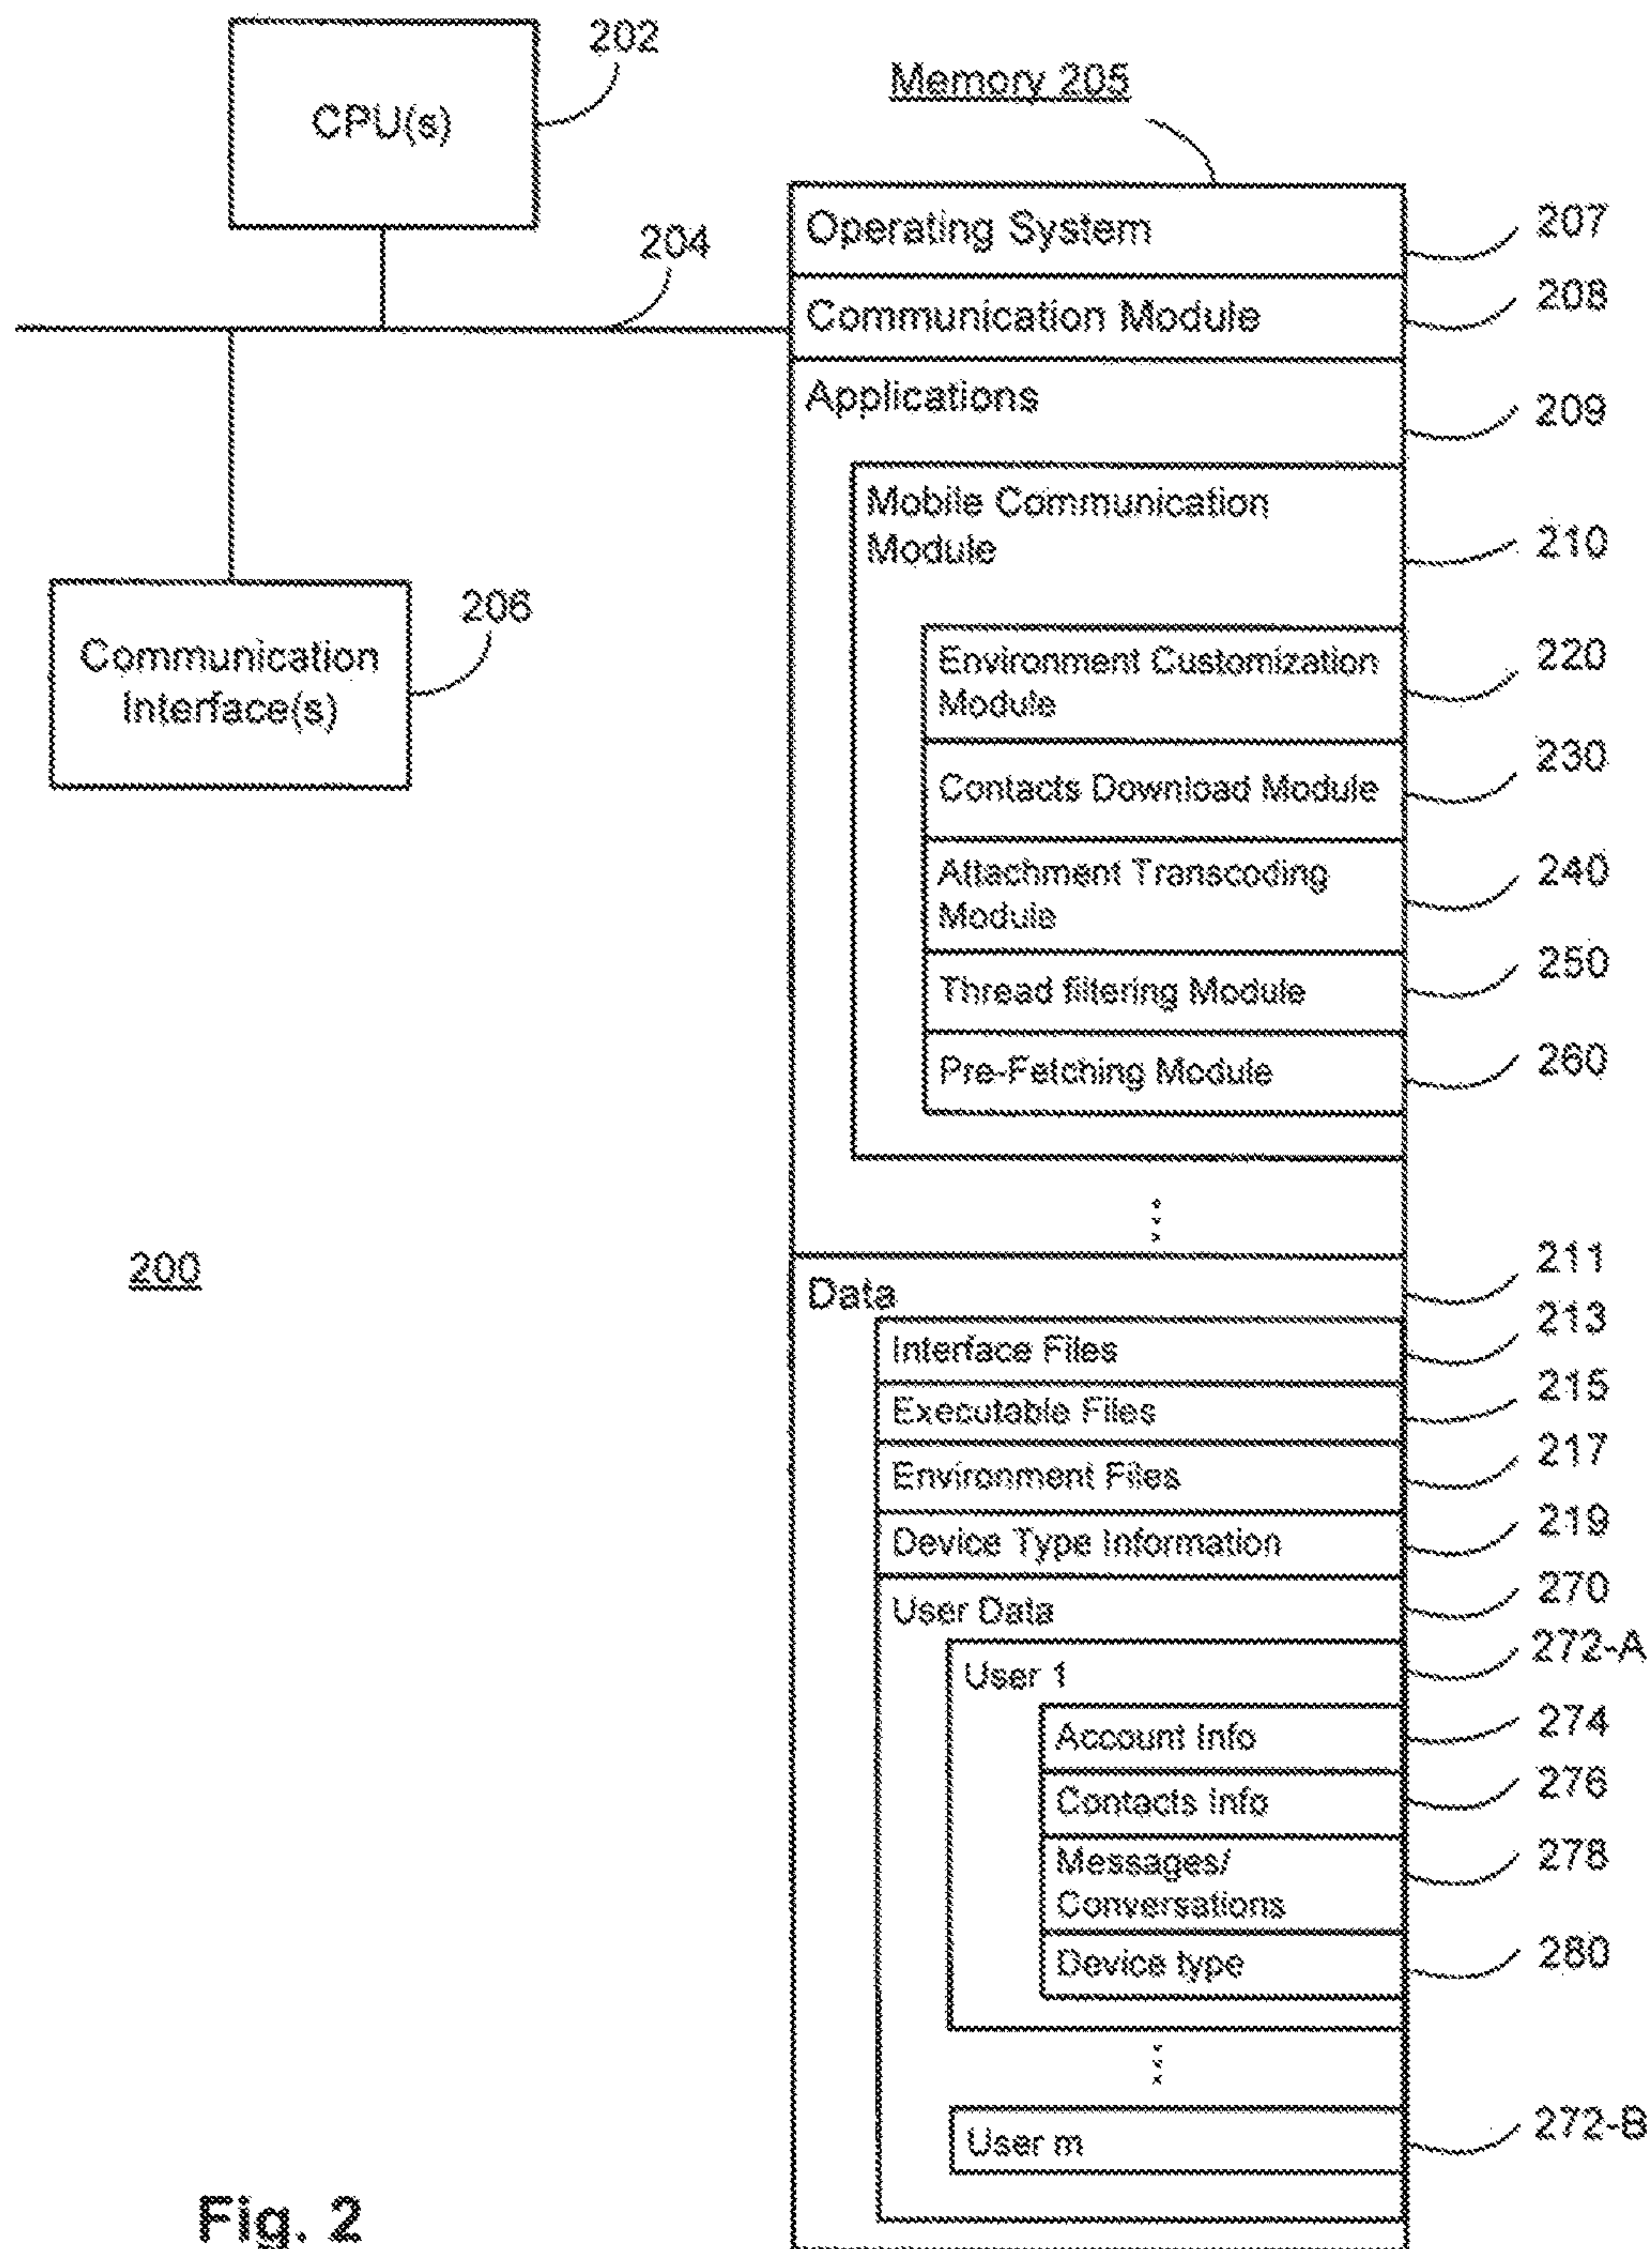 202
CPU(s)
Memory 205
204
Operating System
207
Communication Module
208
Applications
209
Mobile Communication
Module
210
206
Communication
Interface(s)
Environment Customization
Module
220
Contacts Download Module
230
Attachment Transcoding
Module
240
Thread filtering Module
250
Pre-Fetching Module
260
200
Data
211
Interface Files
213
Executable Files
215
Environment Files
217
Device Type Information
219
User Data
270
User 1
272-A
Account Info
274
Contacts Info
276
Messages/
Conversations
278
Device type
280
User m
272-B
Fig. 2